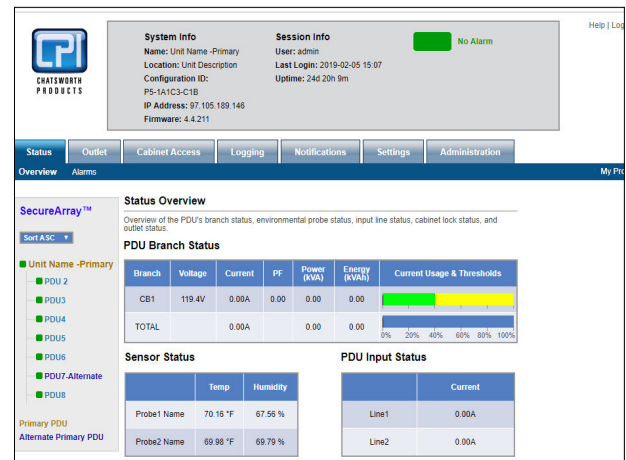 Help | Log
CHATSWORTH
PRODUCTS
System Info
Name: Unit Name -Primary
Location: Unit Description
Configuration ID:
P5-1A1C3-C1B
IP Address: 97.105.189.146
Firmware: 4.4.211
Session Info
User: admin
Last Login: 2019-02-05 15:07
Uptime: 24d 20h 9m
No Alarm
Status Outlet Cabinet Access Logging Notifications Settings Administration
Overview Alarms My Pro
SecureArray™
Sort ASC
Unit Name -Primary
PDU 2
PDU3
PDU4
PDU5
PDU6
PDU7-Alternate
PDU8
Primary PDU
Alternate Primary PDU
Status Overview
Overview of the PDU's branch status, environmental probe status, input line status, cabinet lock status, and
outlet status.
PDU Branch Status
Branch Voltage Current PF Power (kVA) Energy (kVAh) Current Usage & Thresholds
CB1 119.4V 0.00A 0.00 0.00 0.00
TOTAL 0.00A 0.00 0.00
0% 20% 40% 60% 80% 100%
Sensor Status
Temp Humidity
Probe1 Name 70.16 °F 67.56 %
Probe2 Name 69.98 °F 69.79 %
PDU Input Status
Current
Line1 0.00A
Line2 0.00A